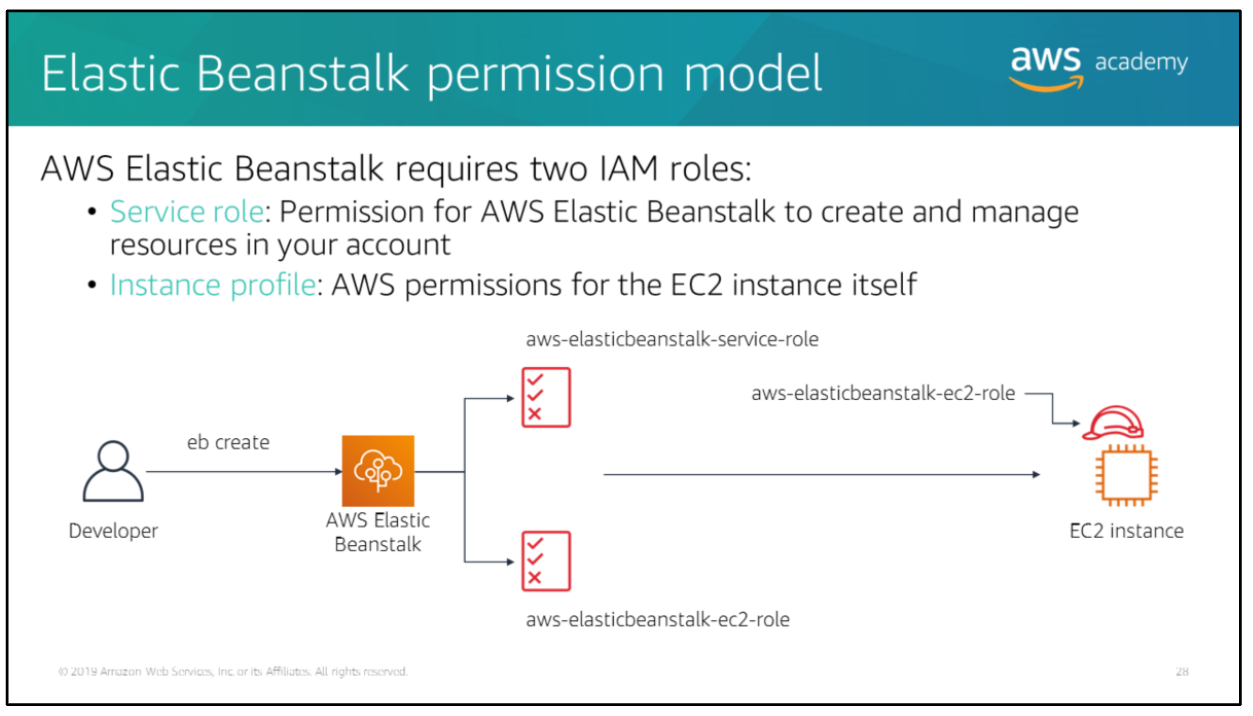 Elastic Beanstalk permission model
aws academy
AWS Elastic Beanstalk requires two IAM roles:
• Service role: Permission for AWS Elastic Beanstalk to create and manage
resources in your account
• Instance profile: AWS permissions for the EC2 instance itself
aws-elasticbeanstalk-service-role
aws-elasticbeanstalk-ec2-role
eb create
Developer
AWS Elastic
Beanstalk
EC2 instance
aws-elasticbeanstalk-ec2-role
© 2019 Amazon Web Services, Inc. or its Affiliates. All rights reserved.
28